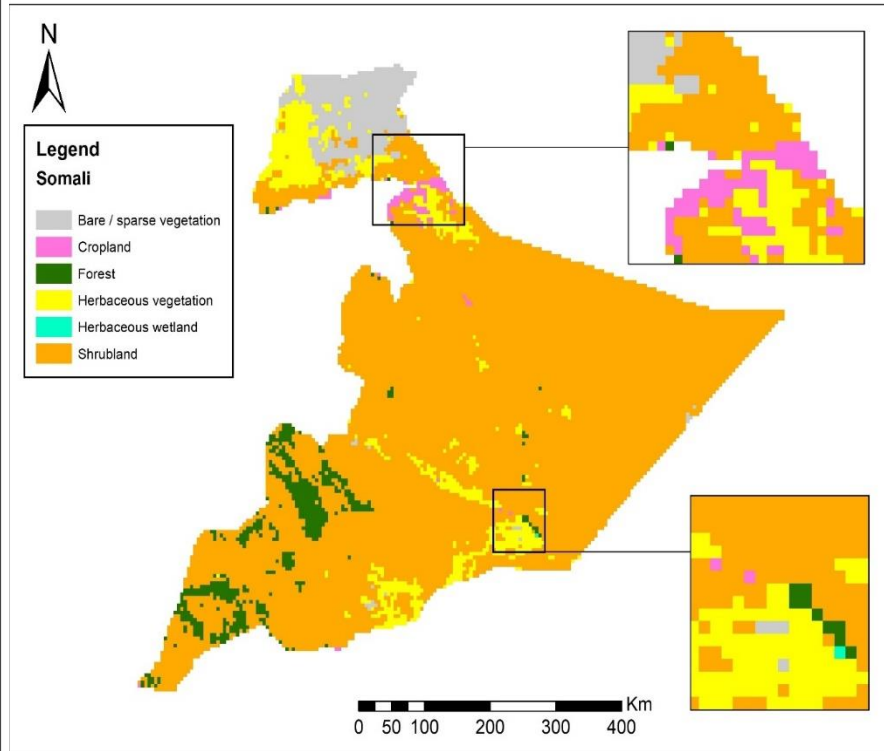 N
Legend
Somali
Bare / sparse vegetation
Cropland
Forest
Herbaceous vegetation
Herbaceous wetland
Shrubland
Km
0 50 100 200 300 400